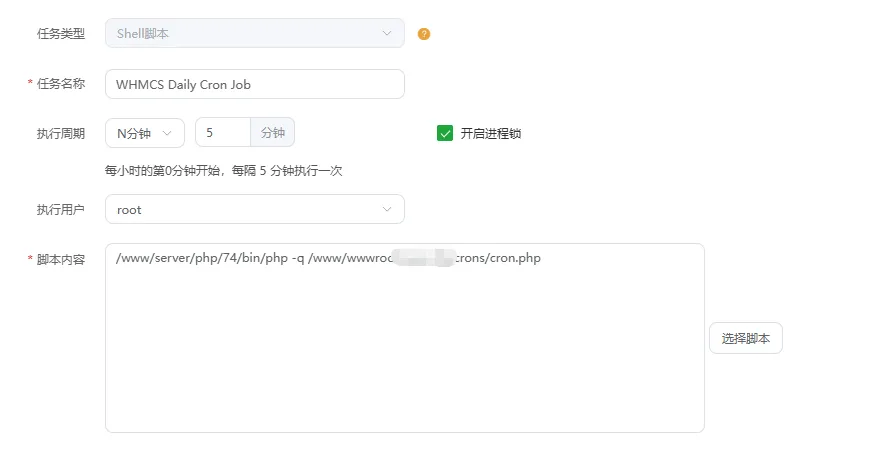 任务类型 Shell脚本 ?
* 任务名称 WHMCS Daily Cron Job
执行周期 N分钟 5 分钟 开启进程锁
每小时的第0分钟开始，每隔 5 分钟执行一次
执行用户 root
* 脚本内容 /www/server/php/74/bin/php -q /www/wwwroo crons/cron.php
选择脚本